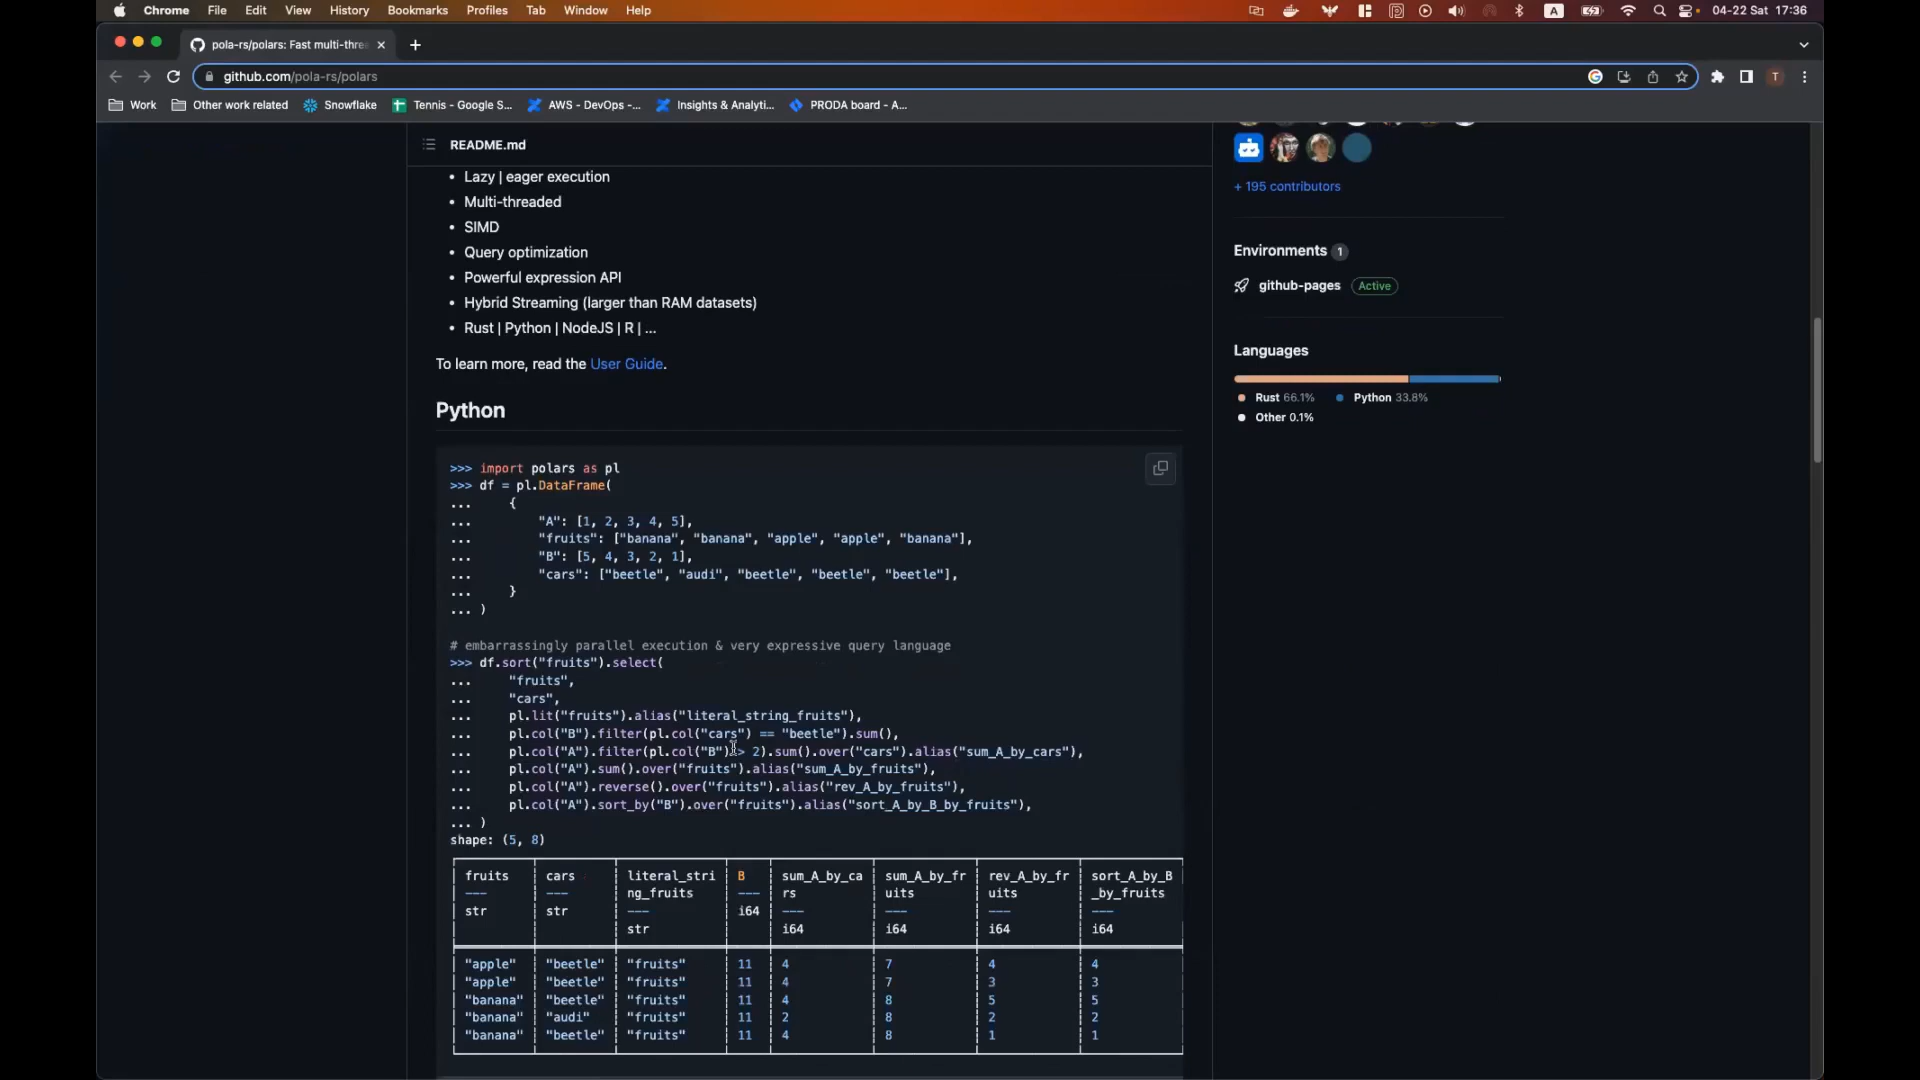 Chrome File Edit View History Bookmarks Profiles Tab Window Help A 04-22 Sat 17:36
pola-rs/polars: Fast multi-thre
github.com/pola-rs/polars T
Work Other work related Snowflake Tennis - Google S... AWS - DevOps -... Insights & Analyti... PRODA board - A...
README.md
• Lazy | eager execution
• Multi-threaded
• SIMD
• Query optimization
• Powerful expression API
• Hybrid Streaming (larger than RAM datasets)
• Rust | Python | NodeJS | R | ...
To learn more, read the User Guide.
Python
>>> import polars as pl
>>> df = pl.DataFrame(
... {
... "A": [1, 2, 3, 4, 5],
... "fruits": ["banana", "banana", "apple", "apple", "banana"],
... "B": [5, 4, 3, 2, 1],
... "cars": ["beetle", "audi", "beetle", "beetle", "beetle"],
... }
... )
# embarrassingly parallel execution & very expressive query language
>>> df.sort("fruits").select(
... "fruits",
... "cars",
... pl.lit("fruits").alias("literal_string_fruits"),
... pl.col("B").filter(pl.col("cars") == "beetle").sum(),
... pl.col("A").filter(pl.col("B") > 2).sum().over("cars").alias("sum_A_by_cars"),
... pl.col("A").sum().over("fruits").alias("sum_A_by_fruits"),
... pl.col("A").reverse().over("fruits").alias("rev_A_by_fruits"),
... pl.col("A").sort_by("B").over("fruits").alias("sort_A_by_B_by_fruits"),
... )
shape: (5, 8)
fruits cars literal_stri B sum_A_by_ca sum_A_by_fr rev_A_by_fr sort_A_by_B
--- --- ng_fruits --- rs uits uits _by_fruits
str str --- i64 --- --- --- ---
str i64 i64 i64 i64
"apple" "beetle" "fruits" 11 4 7 4 4
"apple" "beetle" "fruits" 11 4 7 3 3
"banana" "beetle" "fruits" 11 4 8 5 5
"banana" "audi" "fruits" 11 2 8 2 2
"banana" "beetle" "fruits" 11 4 8 1 1
+ 195 contributors
Environments 1
github-pages Active
Languages
Rust 66.1% Python 33.8%
Other 0.1%